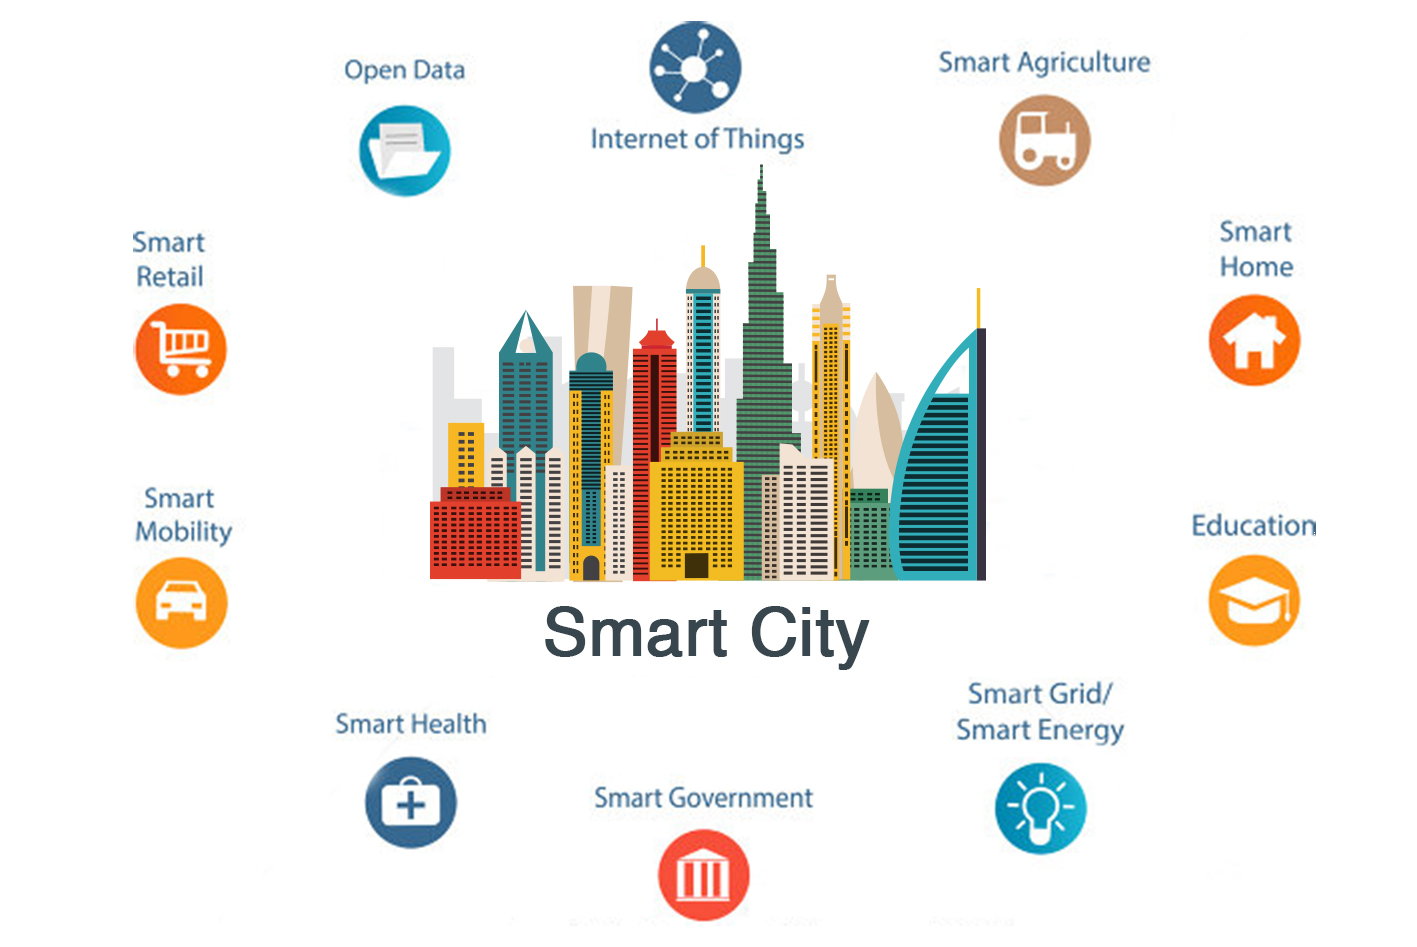 Open Data
Internet of Things
Smart Agriculture
Smart
Retail
Smart
Home
Smart
Mobility
Education
Smart City
Smart Health
Smart Government
Smart Grid/
Smart Energy